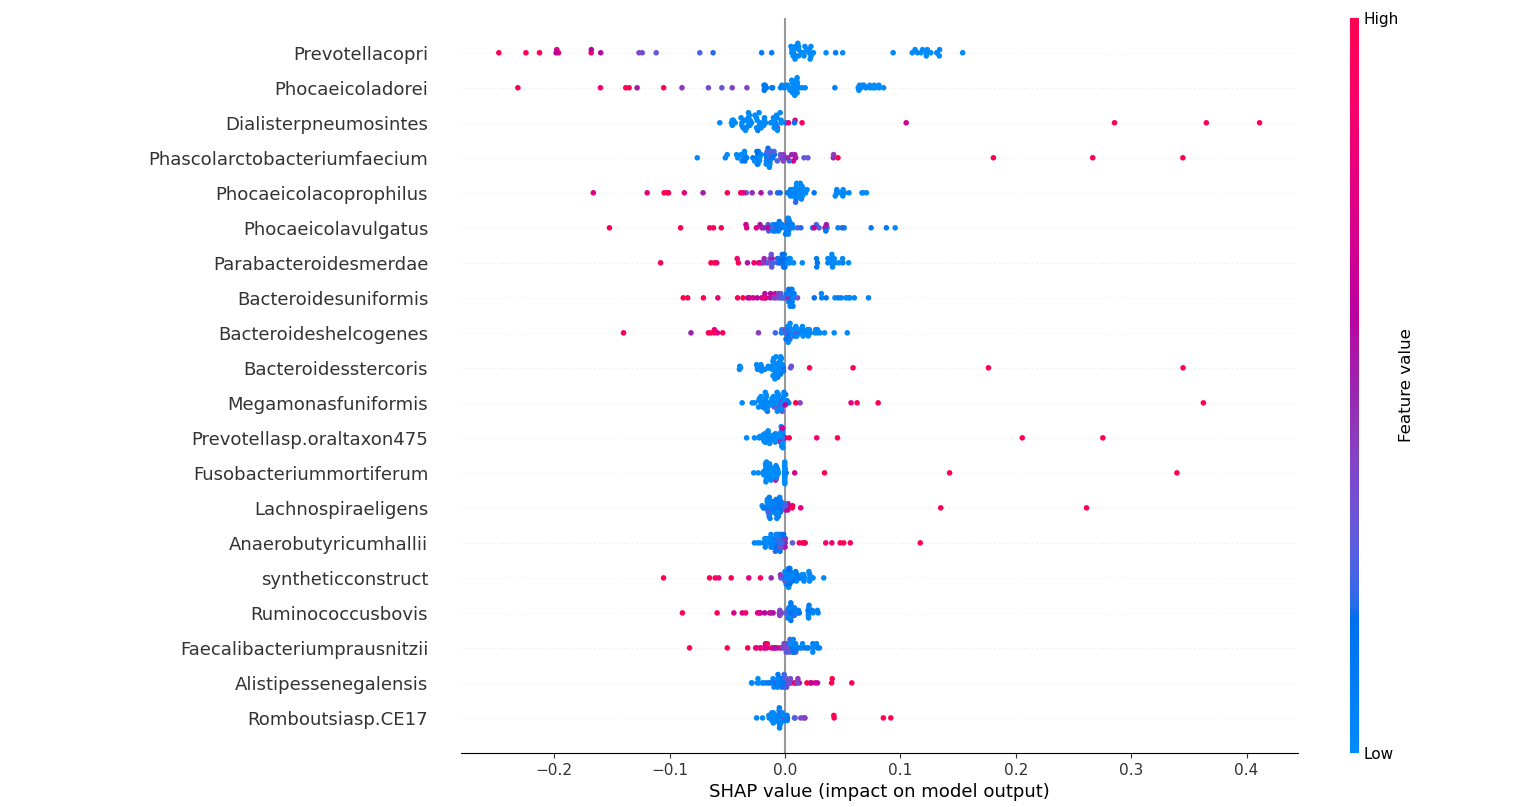 High
Prevotellacopri
Phocaeicoladorei
Dialisterpneumosintes
Phascolarctobacteriumfaecium
Phocaeicolacoprophilus
Phocaeicolavulgatus
Parabacteroidesmerdae
Bacteroidesuniformis
Bacteroideshelcogenes
Bacteroidesstercoris
Megamonasfuniformis
Prevotellasp.oraltaxon475
Fusobacteriummortiferum
Lachnospiraeligens
Anaerobutyricumhallii
syntheticconstruct
Ruminococcusbovis
Faecalibacteriumprausnitzii
Alistipessenegalensis
Romboutsiasp.CE17
Feature value
Low
−0.2 −0.1 0.0 0.1 0.2 0.3 0.4
SHAP value (impact on model output)